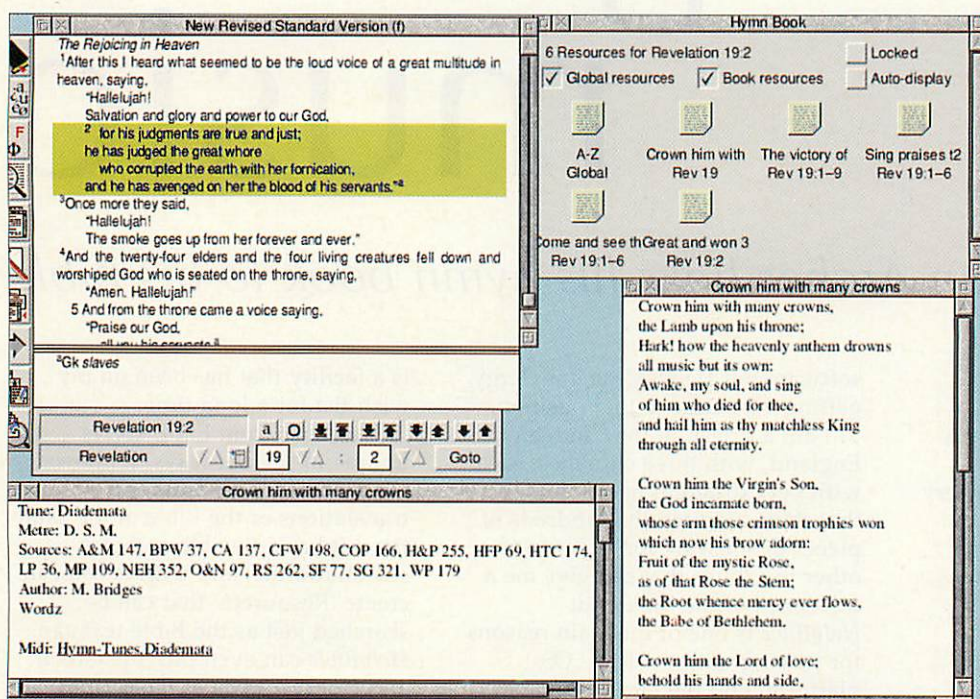 New Revised Standard Version (f)
The Rejoicing in Heaven
¹After this I heard what seemed to be the loud voice of a great multitude in
heaven, saying,
"Hallelujah!
Salvation and glory and power to our God,
² for his judgments are true and just;
he has judged the great whore
who corrupted the earth with her fornication,
and he has avenged on her the blood of his servants."ª
³Once more they said,
"Hallelujah!
The smoke goes up from her forever and ever."
⁴And the twenty-four elders and the four living creatures fell down and
worshiped God who is seated on the throne, saying,
"Amen. Hallelujah!"
5 And from the throne came a voice saying,
"Praise our God,
all you his servants,ª
ªGk slaves
Revelation 19:2
a O
Revelation 19 : 2 Goto
Hymn Book
6 Resources for Revelation 19:2
Locked
Global resources Book resources Auto-display
A-Z Crown him with The victory of Sing praises t2
Global Rev 19 Rev 19:1–9 Rev 19:1–6
Come and see th Great and won 3
Rev 19:1–6 Rev 19:2
Crown him with many crowns
Tune: Diademata
Metre: D. S. M.
Sources: A&M 147, BPW 37, CA 137, CFW 198, COP 166, H&P 255, HFP 69, HTC 174,
LP 36, MP 109, NEH 352, O&N 97, RS 262, SF 77, SG 321, WP 179
Author: M. Bridges
Wordz
Midi: Hymn-Tunes.Diademata
Crown him with many crowns
Crown him with many crowns,
the Lamb upon his throne;
Hark! how the heavenly anthem drowns
all music but its own:
Awake, my soul, and sing
of him who died for thee,
and hail him as thy matchless King
through all eternity.
Crown him the Virgin's Son,
the God incarnate born,
whose arm those crimson trophies won
which now his brow adorn:
Fruit of the mystic Rose,
as of that Rose the Stem;
the Root whence mercy ever flows,
the Babe of Bethlehem.
Crown him the Lord of love;
behold his hands and side,